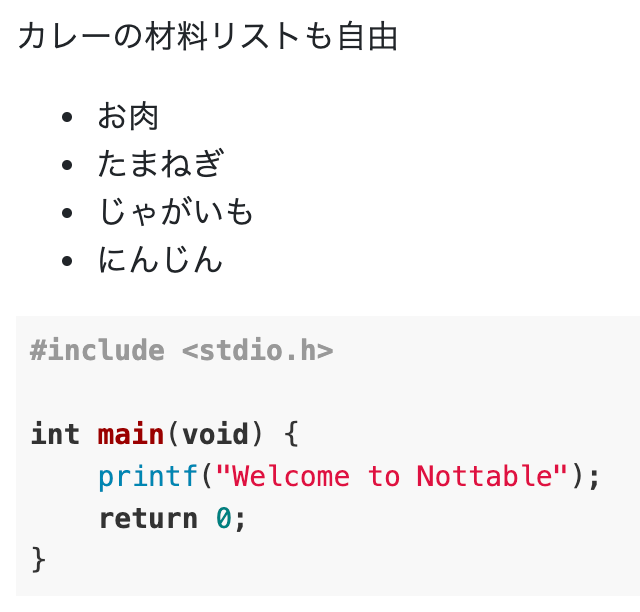 カレーの材料リストも自由
• お肉
• たまねぎ
• じゃがいも
• にんじん
#include <stdio.h>
int main(void) {
    printf("Welcome to Nottable");
    return 0;
}